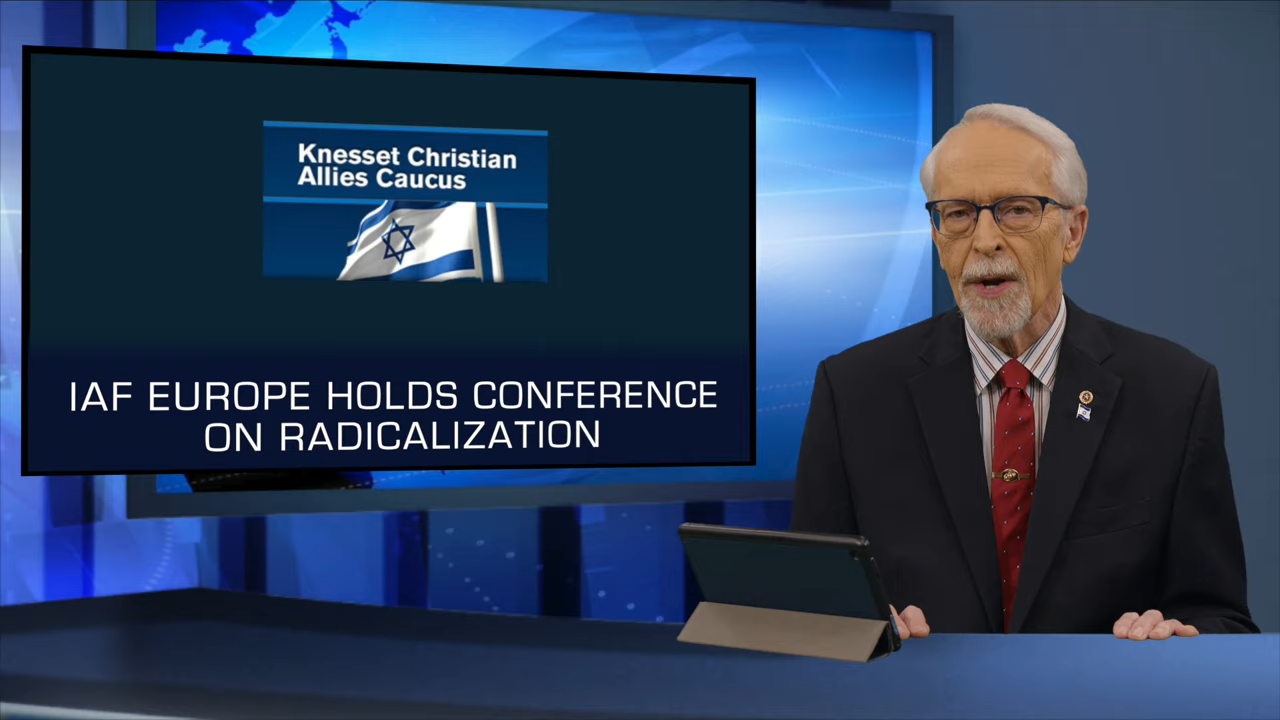 Knesset Christian
Allies Caucus
IAF EUROPE HOLDS CONFERENCE
ON RADICALIZATION